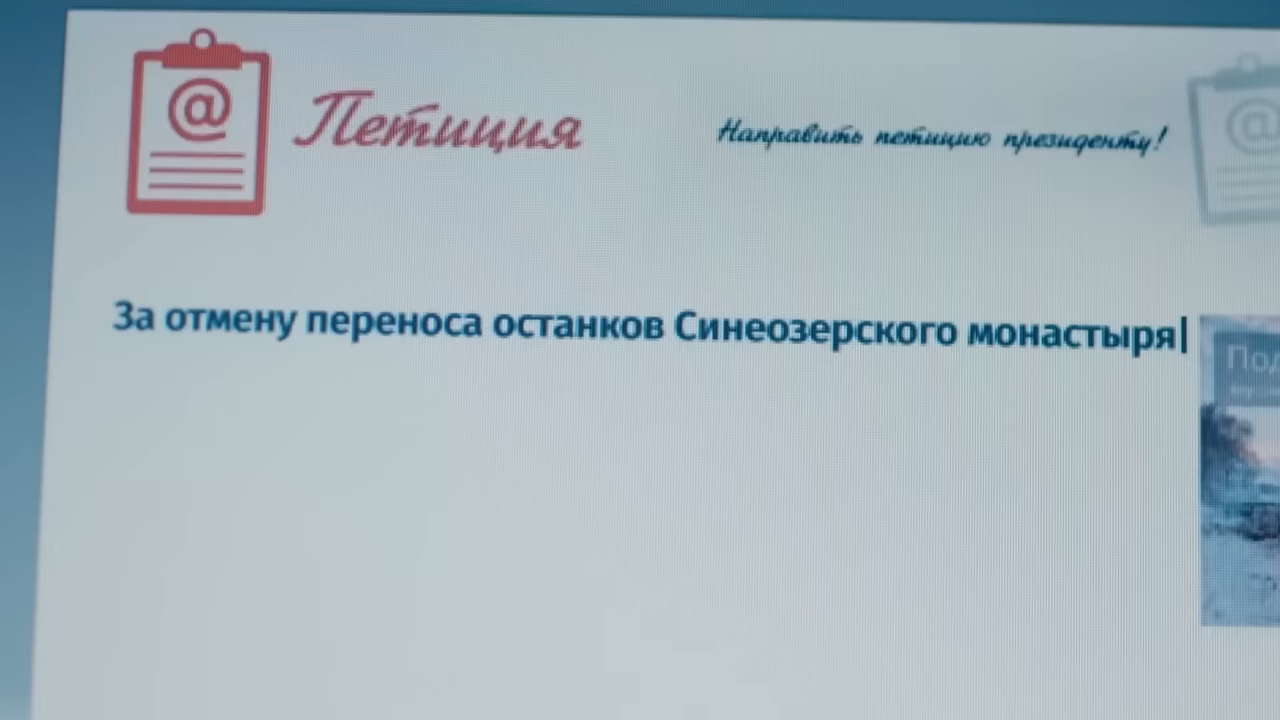 @
Петиция
Направить петицию президенту!
@
За отмену переноса останков Синеозерского монастыря